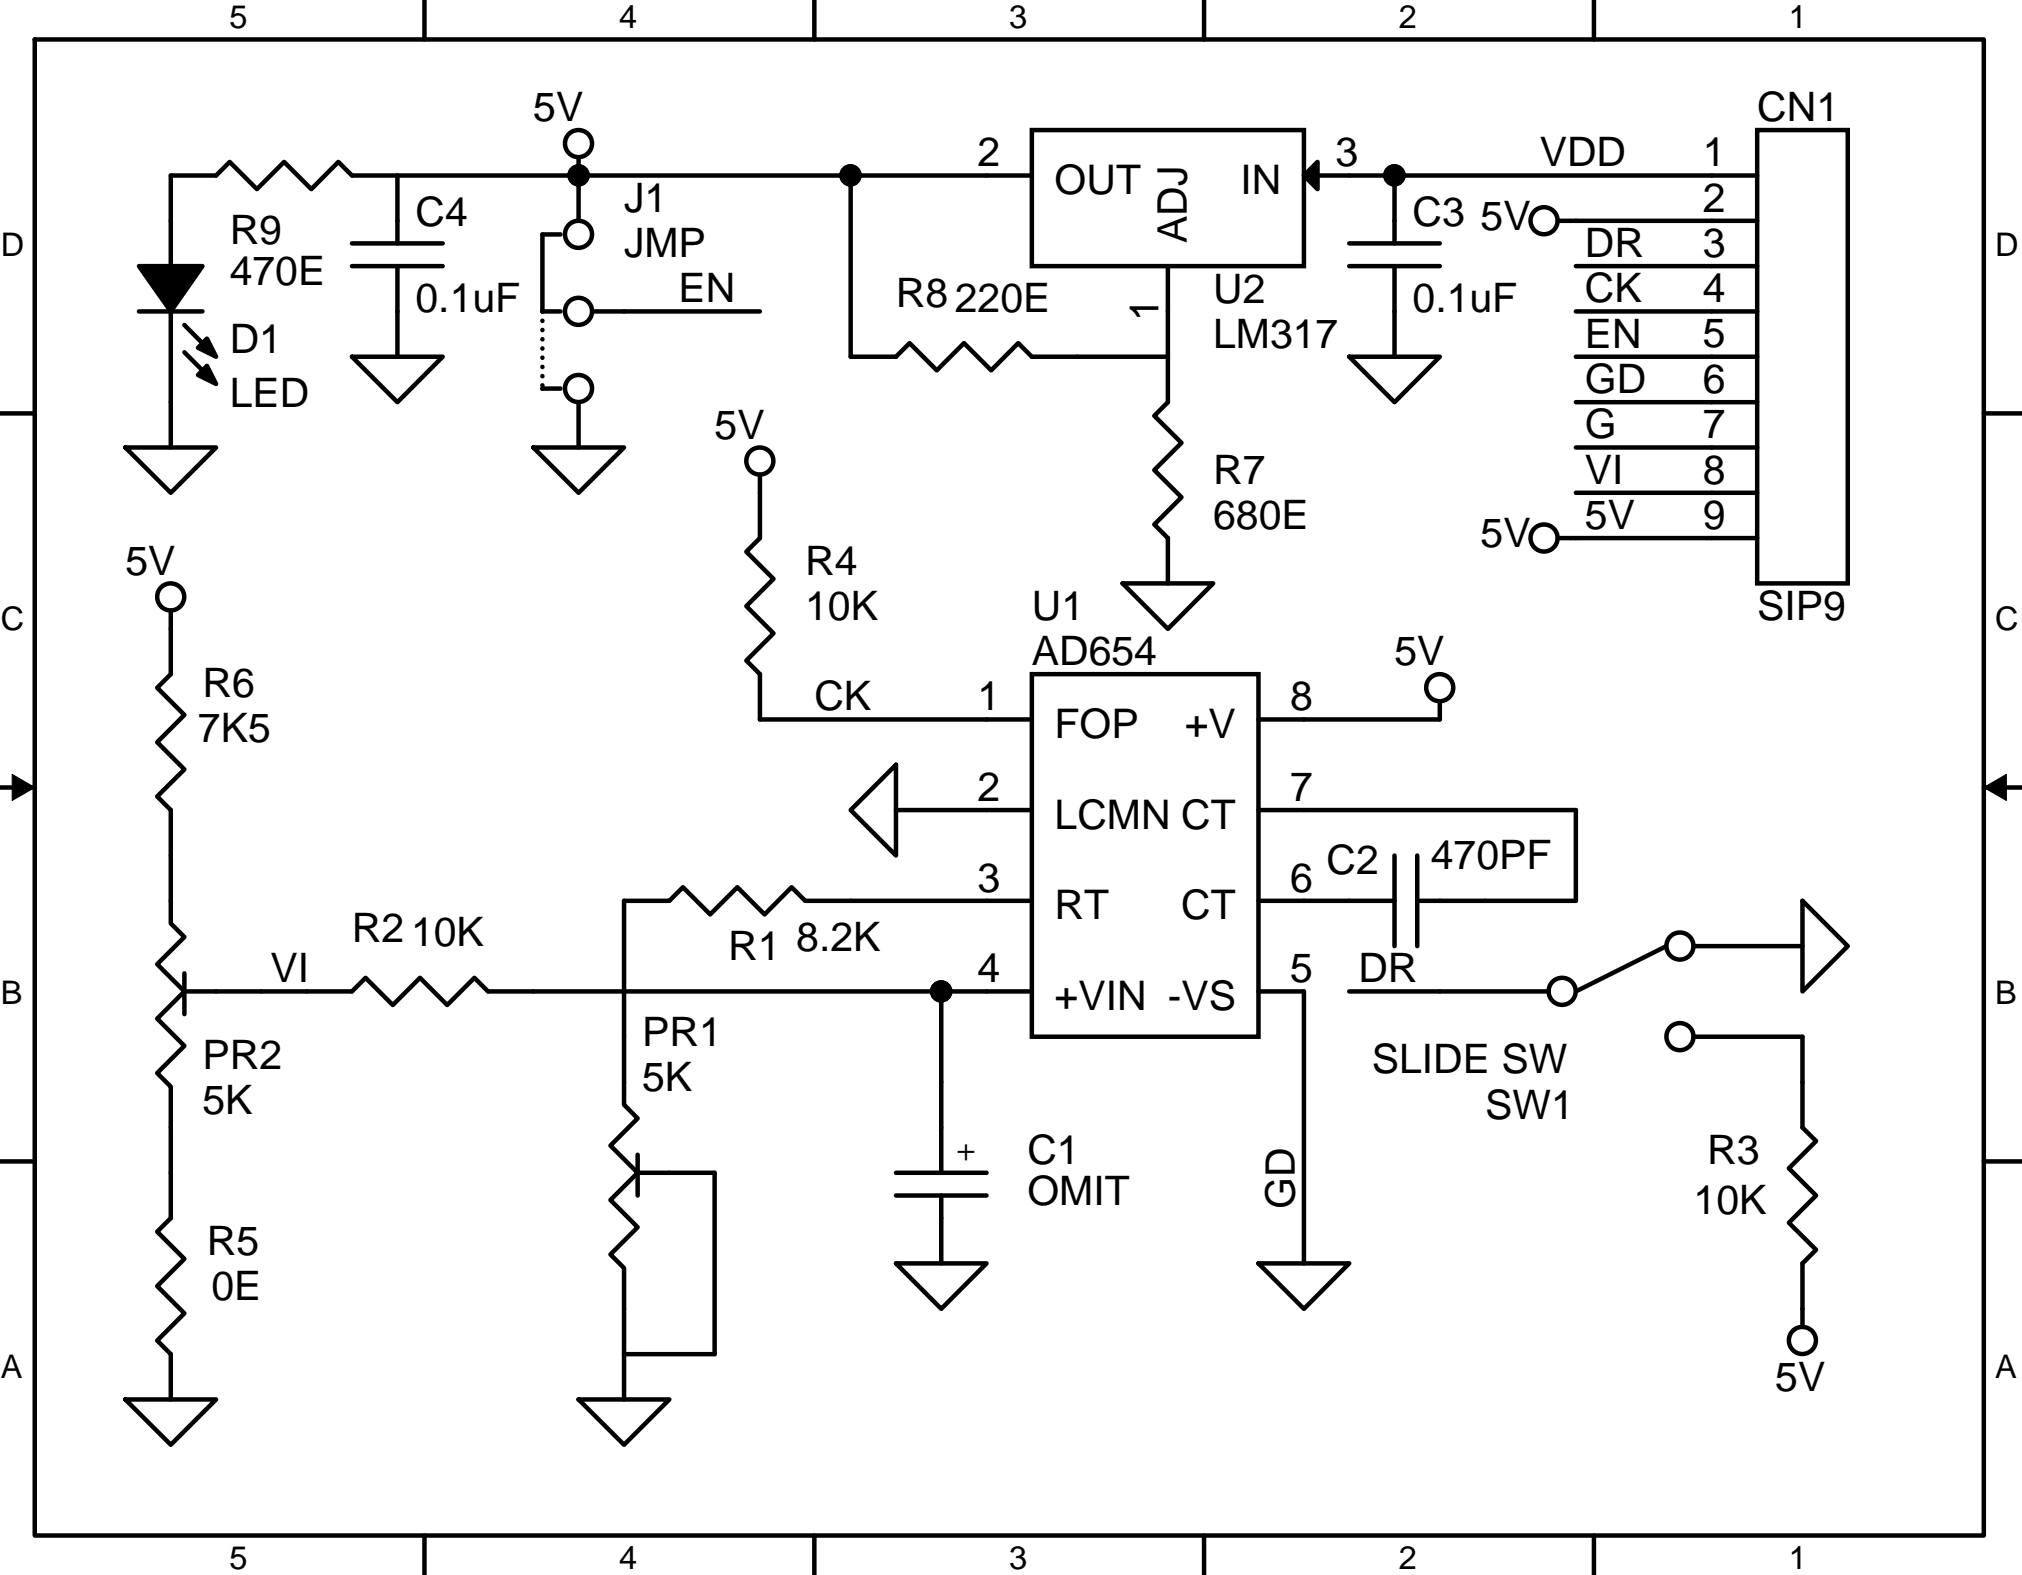 5 4 3 2 1
D
D
C
C
B
B
A
A
5V
R9
470E
C4
0.1uF
D1
LED
J1
JMP
EN
2
OUT
ADJ
IN
3
1
U2
LM317
R8 220E
C3
0.1uF
R7
680E
CN1
VDD 1
5V 2
DR 3
CK 4
EN 5
GD 6
G 7
VI 8
5V 5V 9
SIP9
5V
R4
10K
CK
5V
R6
7K5
VI
R2 10K
PR2
5K
R5
0E
U1
AD654
1 FOP +V 8
2 LCMN CT 7
3 RT CT 6
4 +VIN -VS 5
5V
C2 470PF
R1 8.2K
PR1
5K
+
C1
OMIT
GD
DR
SLIDE SW
SW1
R3
10K
5V
5 4 3 2 1